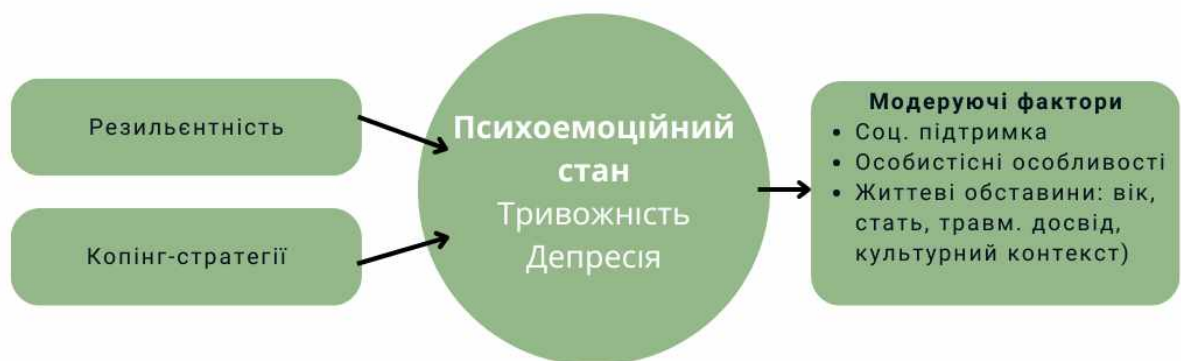 Резильєнтність
Копінг-стратегії
Психоемоційний
стан
Тривожність
Депресія
Модеруючі фактори
• Соц. підтримка
• Особистісні особливості
• Життеві обставини: вік,
стать, травм. досвід,
культурний контекст)